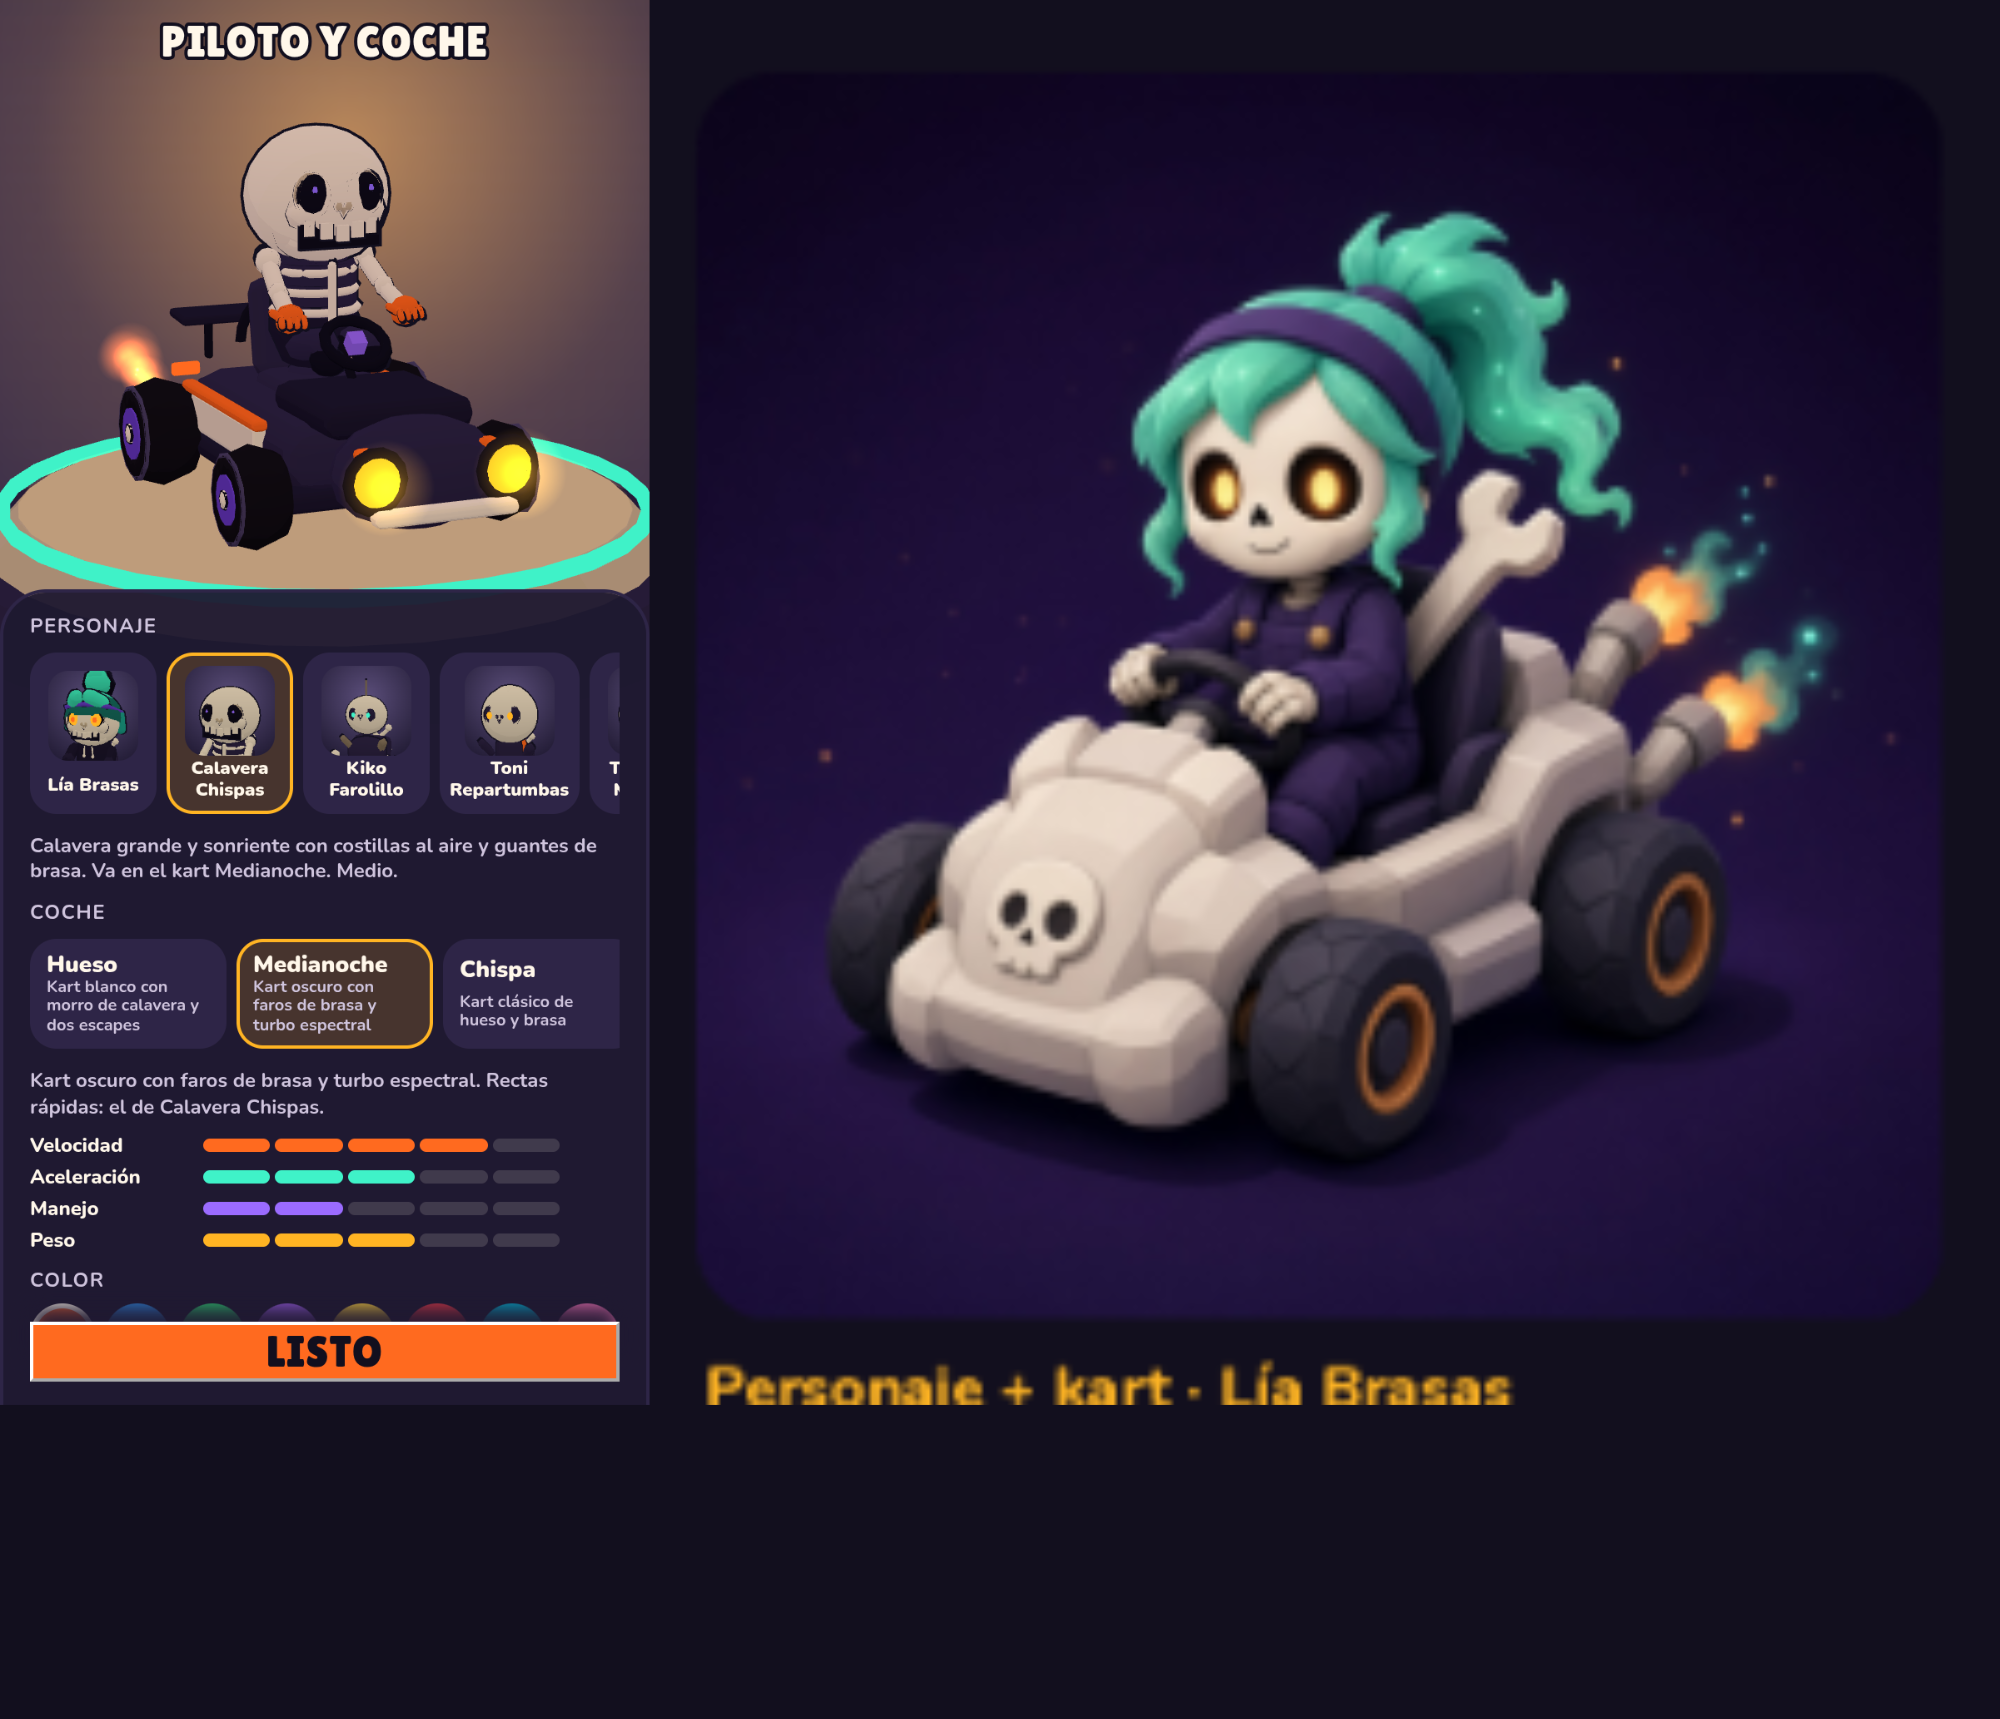 PILOTO Y COCHE
PERSONAJE
Lía Brasas
Calavera
Chispas
Kiko
Farolillo
Toni
Repartumbas
Calavera grande y sonriente con costillas al aire y guantes de
brasa. Va en el kart Medianoche. Medio.
COCHE
Hueso
Kart blanco con
morro de calavera y
dos escapes
Medianoche
Kart oscuro con
faros de brasa y
turbo espectral
Chispa
Kart clásico de
hueso y brasa
Kart oscuro con faros de brasa y turbo espectral. Rectas
rápidas: el de Calavera Chispas.
Velocidad
Aceleración
Manejo
Peso
COLOR
LISTO
Personaje + kart · Lía Brasas